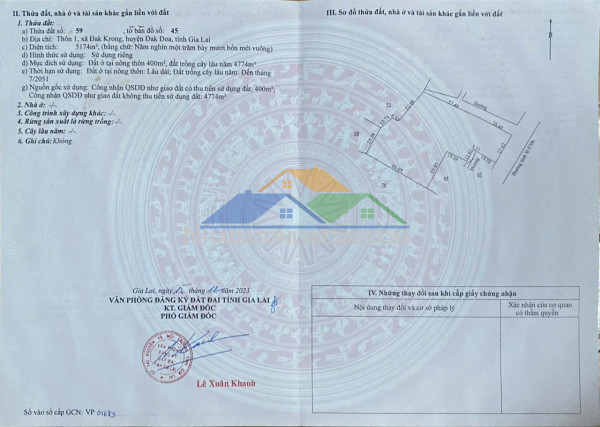 II. Thửa đất, nhà ở và tài sản khác gắn liền với đất
1. Thửa đất:
a) Thửa đất số: 59 , tờ bản đồ số: 45
b) Địa chỉ: Thôn 1, xã Đak Krong, huyện Đak Đoa, tỉnh Gia Lai
c) Diện tích: 5174m², (bằng chữ: Năm nghìn một trăm bảy mươi bốn mét vuông)
d) Hình thức sử dụng: Sử dụng riêng
đ) Mục đích sử dụng: Đất ở tại nông thôn 400m², đất trồng cây lâu năm 4774m²
e) Thời hạn sử dụng: Đất ở tại nông thôn: Lâu dài; Đất trồng cây lâu năm: Đến tháng
7/2051
g) Nguồn gốc sử dụng: Công nhận QSDĐ như giao đất có thu tiền sử dụng đất: 400m²,
Công nhận QSDĐ như giao đất không thu tiền sử dụng đất: 4774m²
2. Nhà ở: -/-
3. Công trình xây dựng khác: -/-
4. Rừng sản xuất là rừng trồng: -/-
5. Cây lâu năm: -/-
6. Ghi chú: Không.
Gia Lai, ngày tháng năm 2023
VĂN PHÒNG ĐĂNG KÝ ĐẤT ĐAI TỈNH GIA LAI
KT. GIÁM ĐỐC
PHÓ GIÁM ĐỐC
Lê Xuân Khanh
Số vào sổ cấp GCN: VP 01683
III. Sơ đồ thửa đất, nhà ở và tài sản khác gắn liền với đất
Đường
Đường
IV. Những thay đổi sau khi cấp giấy chứng nhận
Nội dung thay đổi và cơ sở pháp lý
Xác nhận của cơ quan
có thẩm quyền